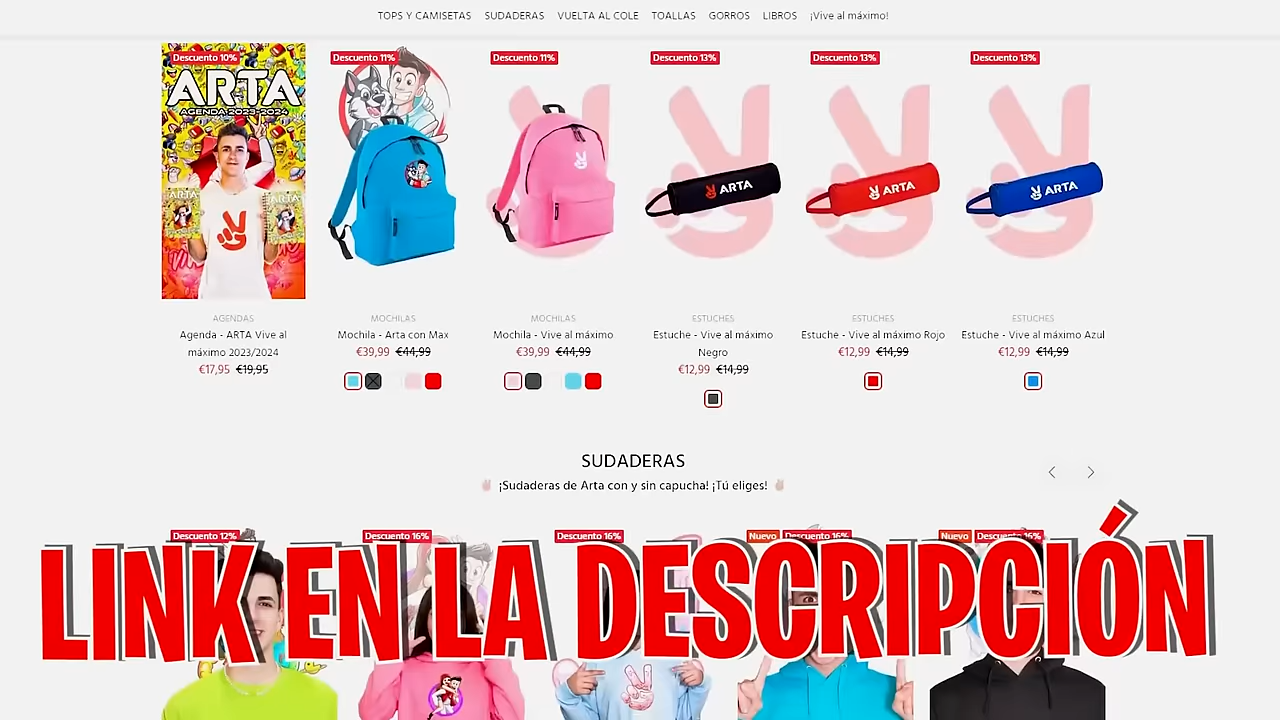 TOPS Y CAMISETAS SUDADERAS VUELTA AL COLE TOALLAS GORROS LIBROS ¡Vive al máximo!
Descuento 10% Descuento 11% Descuento 11% Descuento 13% Descuento 13% Descuento 13%
ARTA
AGENDA 2023-2024
ARTA ARTA ARTA
AGENDAS MOCHILAS MOCHILAS ESTUCHES ESTUCHES ESTUCHES
Agenda - ARTA Vive al Mochila - Arta con Max Mochila - Vive al máximo Estuche - Vive al máximo Estuche - Vive al máximo Rojo Estuche - Vive al máximo Azul
máximo 2023/2024 €39,99 €44,99 €39,99 €44,99 Negro €12,99 €14,99 €12,99 €14,99
€17,95 €19,95 €12,99 €14,99
SUDADERAS
¡Sudaderas de Arta con y sin capucha! ¡Tú eliges!
Descuento 12% Descuento 16% Descuento 16% Nuevo Descuento 16% Nuevo Descuento 16%
LINK EN LA DESCRIPCIÓN